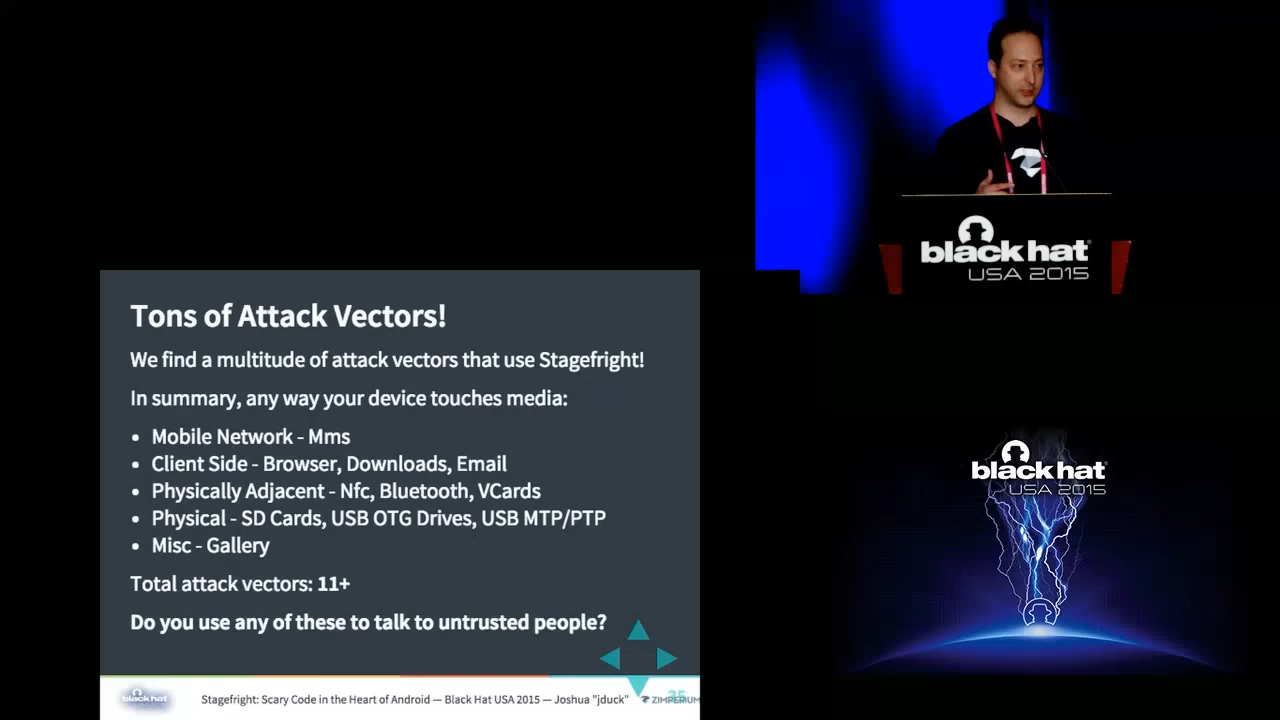 black hat
USA 2015
Tons of Attack Vectors!
We find a multitude of attack vectors that use Stagefright!
In summary, any way your device touches media:
• Mobile Network - Mms
• Client Side - Browser, Downloads, Email
• Physically Adjacent - Nfc, Bluetooth, VCards
• Physical - SD Cards, USB OTG Drives, USB MTP/PTP
• Misc - Gallery
Total attack vectors: 11+
Do you use any of these to talk to untrusted people?
black hat
USA 2015
black hat
Stagefright: Scary Code in the Heart of Android — Black Hat USA 2015 — Joshua "jduck"
ZIMPERIUM